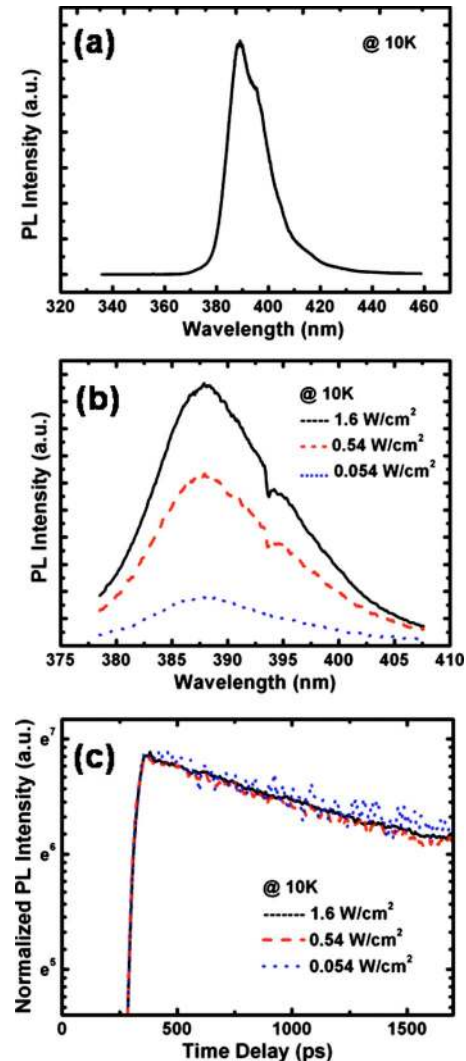 (a)
@ 10K
PL Intensity (a.u.)
320 340 360 380 400 420 440 460
Wavelength (nm)
(b)
@ 10K
1.6 W/cm²
0.54 W/cm²
0.054 W/cm²
PL Intensity (a.u.)
375 380 385 390 395 400 405 410
Wavelength (nm)
(c)
e⁷
e⁶
e⁵
Normalized PL Intensity (a.u.)
@ 10K
1.6 W/cm²
0.54 W/cm²
0.054 W/cm²
0 500 1000 1500
Time Delay (ps)